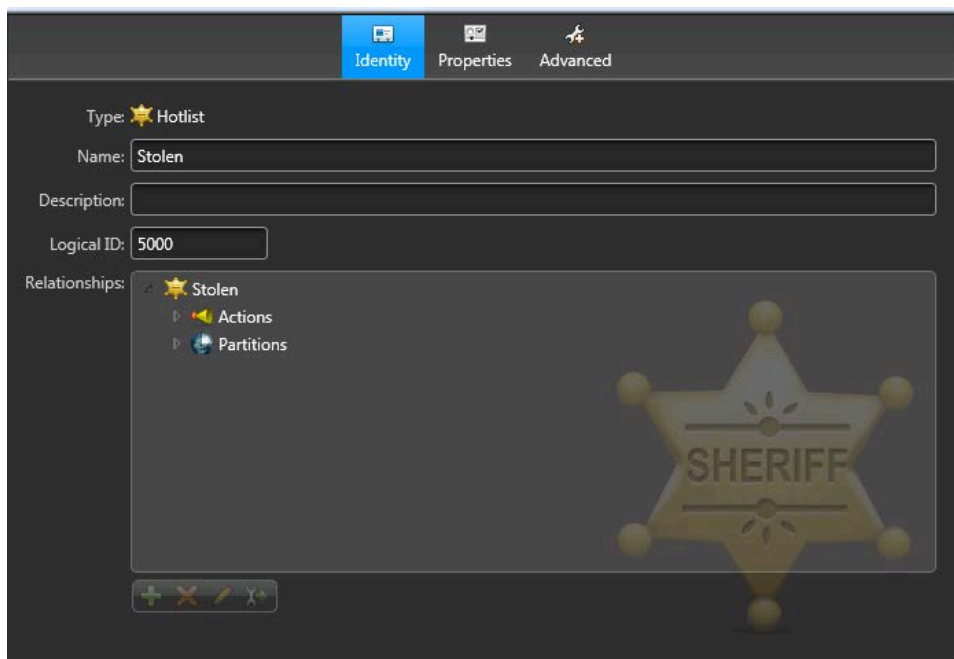 Identity Properties Advanced
Type: Hotlist
Name: Stolen
Description:
Logical ID: 5000
Relationships: Stolen
Actions
Partitions
SHERIFF